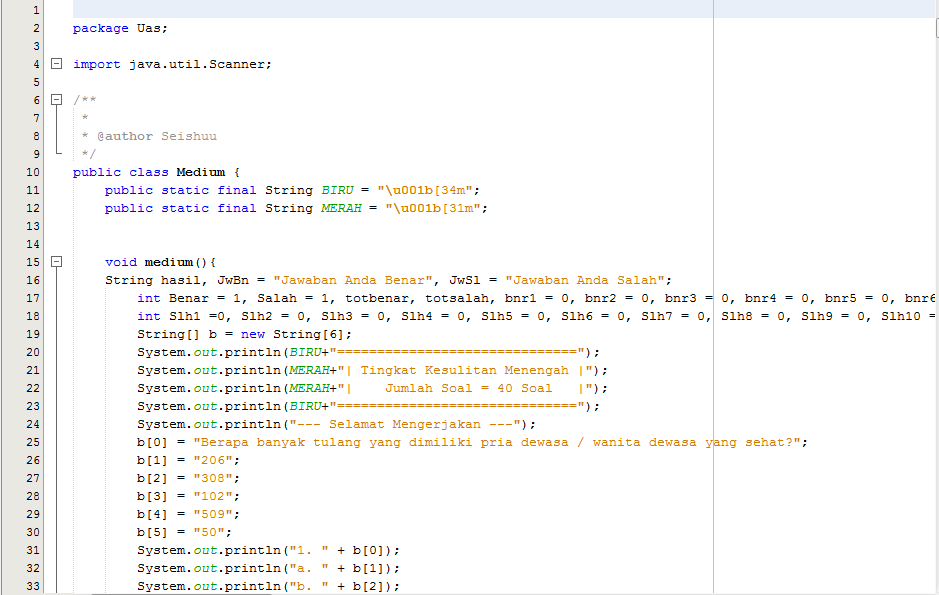 1
2 package Uas;
3
4 import java.util.Scanner;
5
6 /**
7 *
8 * @author Seishuu
9 */
10 public class Medium {
11 public static final String BIRU = "\u001b[34m";
12 public static final String MERAH = "\u001b[31m";
13
14
15 void medium(){
16 String hasil, JwBn = "Jawaban Anda Benar", JwSl = "Jawaban Anda Salah";
17 int Benar = 1, Salah = 1, totbenar, totsalah, bnr1 = 0, bnr2 = 0, bnr3 = 0, bnr4 = 0, bnr5 = 0, bnr6
18 int Slh1 =0, Slh2 = 0, Slh3 = 0, Slh4 = 0, Slh5 = 0, Slh6 = 0, Slh7 = 0, Slh8 = 0, Slh9 = 0, Slh10 =
19 String[] b = new String[6];
20 System.out.println(BIRU+"==============================");
21 System.out.println(MERAH+"| Tingkat Kesulitan Menengah |");
22 System.out.println(MERAH+"|    Jumlah Soal = 40 Soal   |");
23 System.out.println(BIRU+"==============================");
24 System.out.println("--- Selamat Mengerjakan ---");
25 b[0] = "Berapa banyak tulang yang dimiliki pria dewasa / wanita dewasa yang sehat?";
26 b[1] = "206";
27 b[2] = "308";
28 b[3] = "102";
29 b[4] = "509";
30 b[5] = "50";
31 System.out.println("1. " + b[0]);
32 System.out.println("a. " + b[1]);
33 System.out.println("b. " + b[2]);